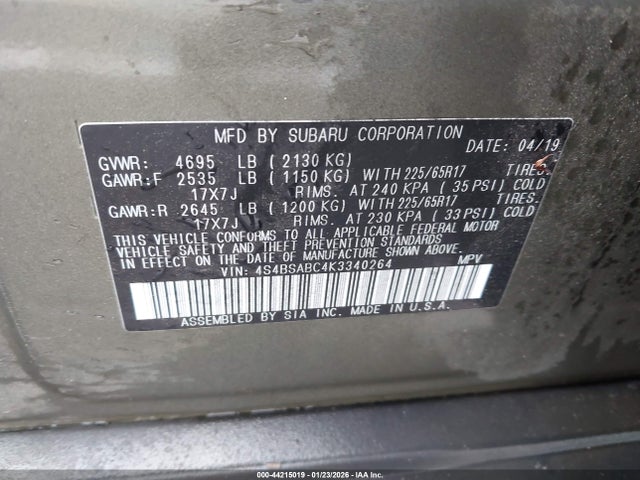 MFD BY SUBARU CORPORATION
DATE: 04/19
GVWR: 4695 LB ( 2130 KG)
GAWR:F 2535 LB ( 1150 KG) WITH 225/65R17 TIRES.
17X7J RIMS. AT 240 KPA ( 35 PSI) COLD
GAWR:R 2645 LB ( 1200 KG) WITH 225/65R17 TIRES.
17X7J RIMS. AT 230 KPA ( 33 PSI) COLD
THIS VEHICLE CONFORMS TO ALL APPLICABLE FEDERAL MOTOR
VEHICLE SAFETY AND THEFT PREVENTION STANDARDS
IN EFFECT ON THE DATE OF MANUFACTURE SHOWN ABOVE.
VIN: 4S4BSABC4K3340264 MPV
ASSEMBLED BY SIA INC. MADE IN U.S.A.
000-44215019 - 01/23/2026 - IAAI.CA